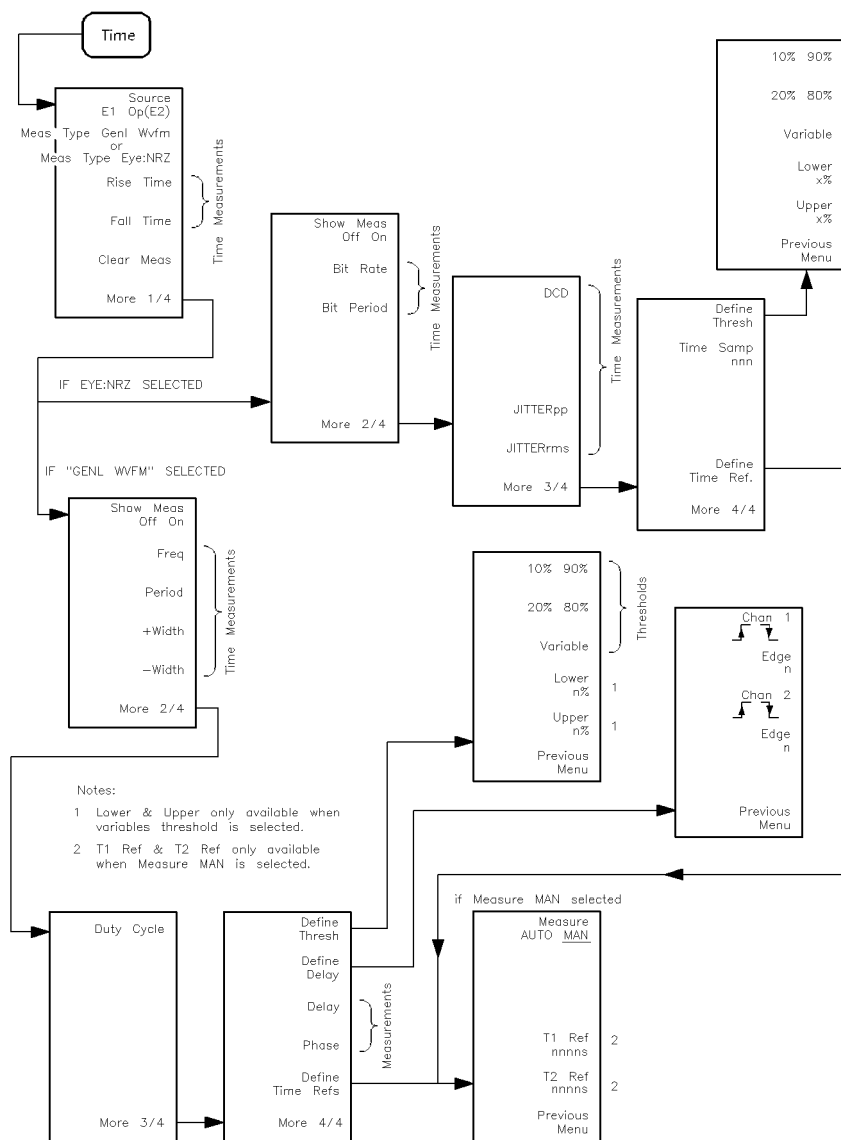 Time
Source
E1 Op(E2)
Meas Type Genl Wvfm
or
Meas Type Eye:NRZ
Rise Time
Fall Time
Clear Meas
More 1/4
Time Measurements
IF EYE:NRZ SELECTED
IF "GENL WVFM" SELECTED
Show Meas
Off On
Bit Rate
Bit Period
More 2/4
Time Measurements
DCD
JITTERpp
JITTERrms
More 3/4
Time Measurements
Define
Thresh
Time Samp
nnn
Define
Time Ref.
More 4/4
10% 90%
20% 80%
Variable
Lower
x%
Upper
x%
Previous
Menu
Show Meas
Off On
Freq
Period
+Width
−Width
More 2/4
Time Measurements
10% 90%
20% 80%
Variable
Lower
n% 1
Upper
n% 1
Previous
Menu
Thresholds
Chan 1
Edge
n
Chan 2
Edge
n
Previous
Menu
Notes:
1 Lower & Upper only available when
variables threshold is selected.
2 T1 Ref & T2 Ref only available
when Measure MAN is selected.
Duty Cycle
More 3/4
Define
Thresh
Define
Delay
Delay
Phase
Define
Time Refs
More 4/4
Measurements
if Measure MAN selected
Measure
AUTO MAN
T1 Ref
nnnns 2
T2 Ref
nnnns 2
Previous
Menu